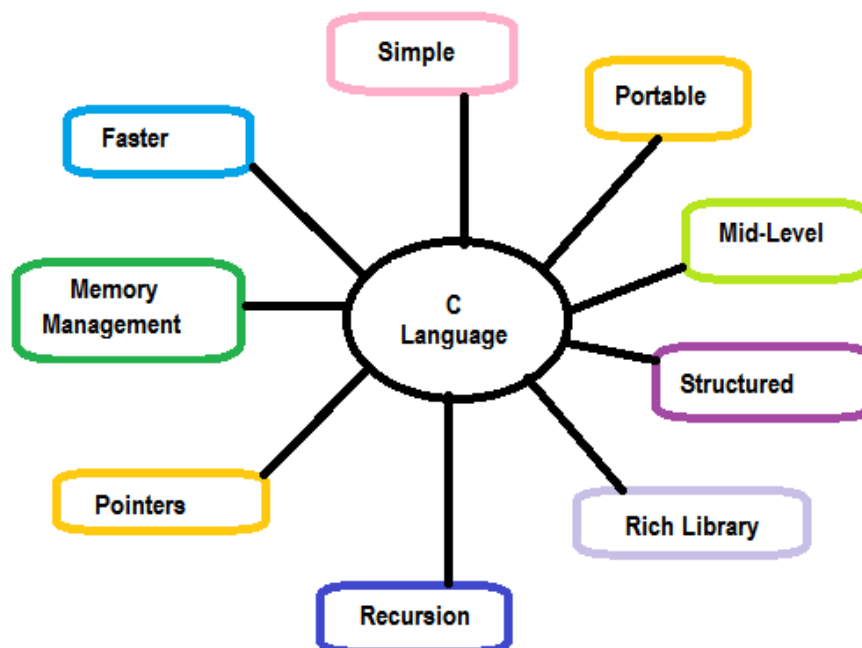 Simple
Portable
Faster
Mid-Level
Memory
Management
C
Language
Structured
Pointers
Rich Library
Recursion